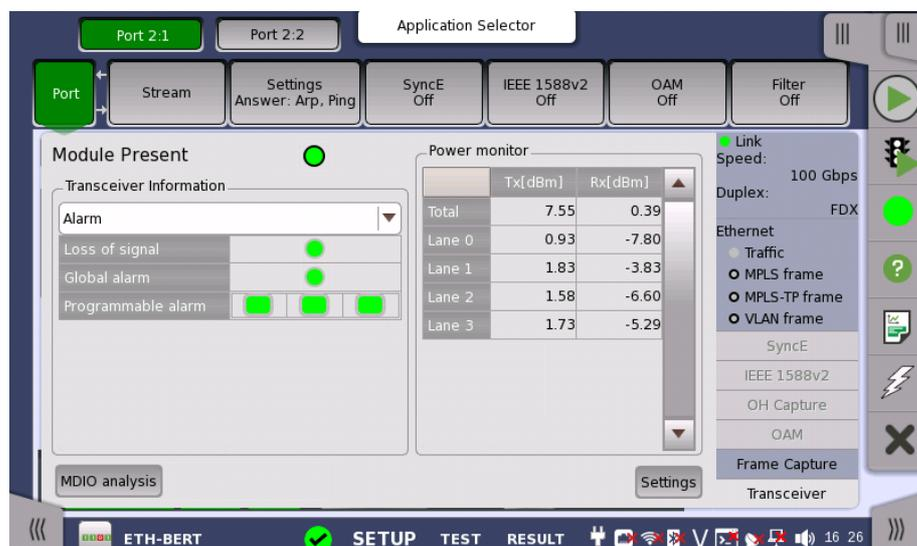 Application Selector
Port 2:1
Port 2:2
Port
Stream
Settings
Answer: Arp, Ping
SyncE
Off
IEEE 1588v2
Off
OAM
Off
Filter
Off
Module Present
Transceiver Information
Alarm
Loss of signal
Global alarm
Programmable alarm
MDIO analysis
Power monitor
Tx[dBm] Rx[dBm]
Total 7.55 0.39
Lane 0 0.93 -7.80
Lane 1 1.83 -3.83
Lane 2 1.58 -6.60
Lane 3 1.73 -5.29
Settings
Link
Speed:
100 Gbps
Duplex:
FDX
Ethernet
Traffic
MPLS frame
MPLS-TP frame
VLAN frame
SyncE
IEEE 1588v2
OH Capture
OAM
Frame Capture
Transceiver
ETH-BERT SETUP TEST RESULT V 16 26